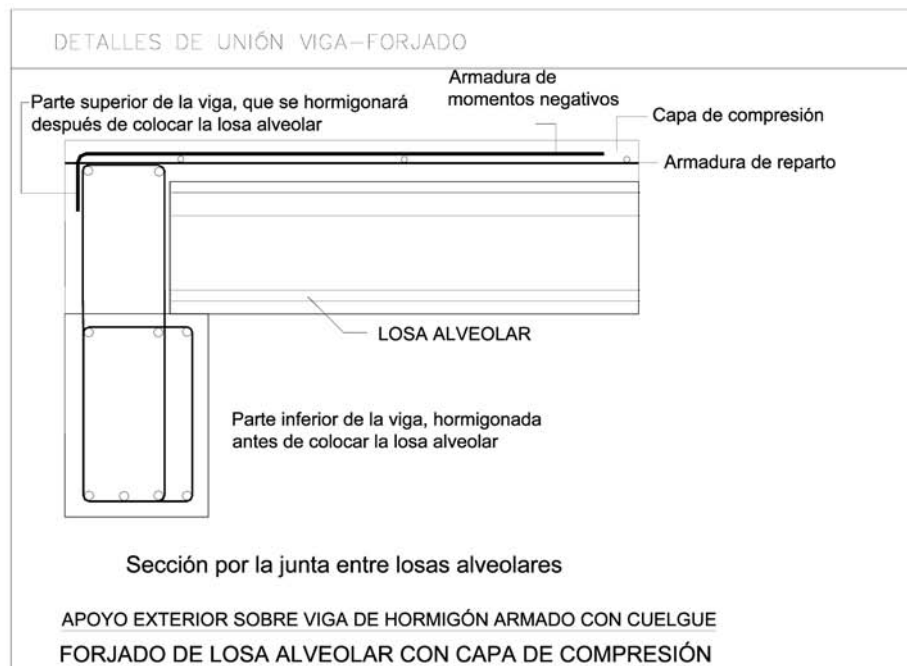 DETALLES DE UNIÓN VIGA-FORJADO
Armadura de
momentos negativos
Parte superior de la viga, que se hormigonará
después de colocar la losa alveolar
Capa de compresión
Armadura de reparto
LOSA ALVEOLAR
Parte inferior de la viga, hormigonada
antes de colocar la losa alveolar
Sección por la junta entre losas alveolares
APOYO EXTERIOR SOBRE VIGA DE HORMIGÓN ARMADO CON CUELGUE
FORJADO DE LOSA ALVEOLAR CON CAPA DE COMPRESIÓN